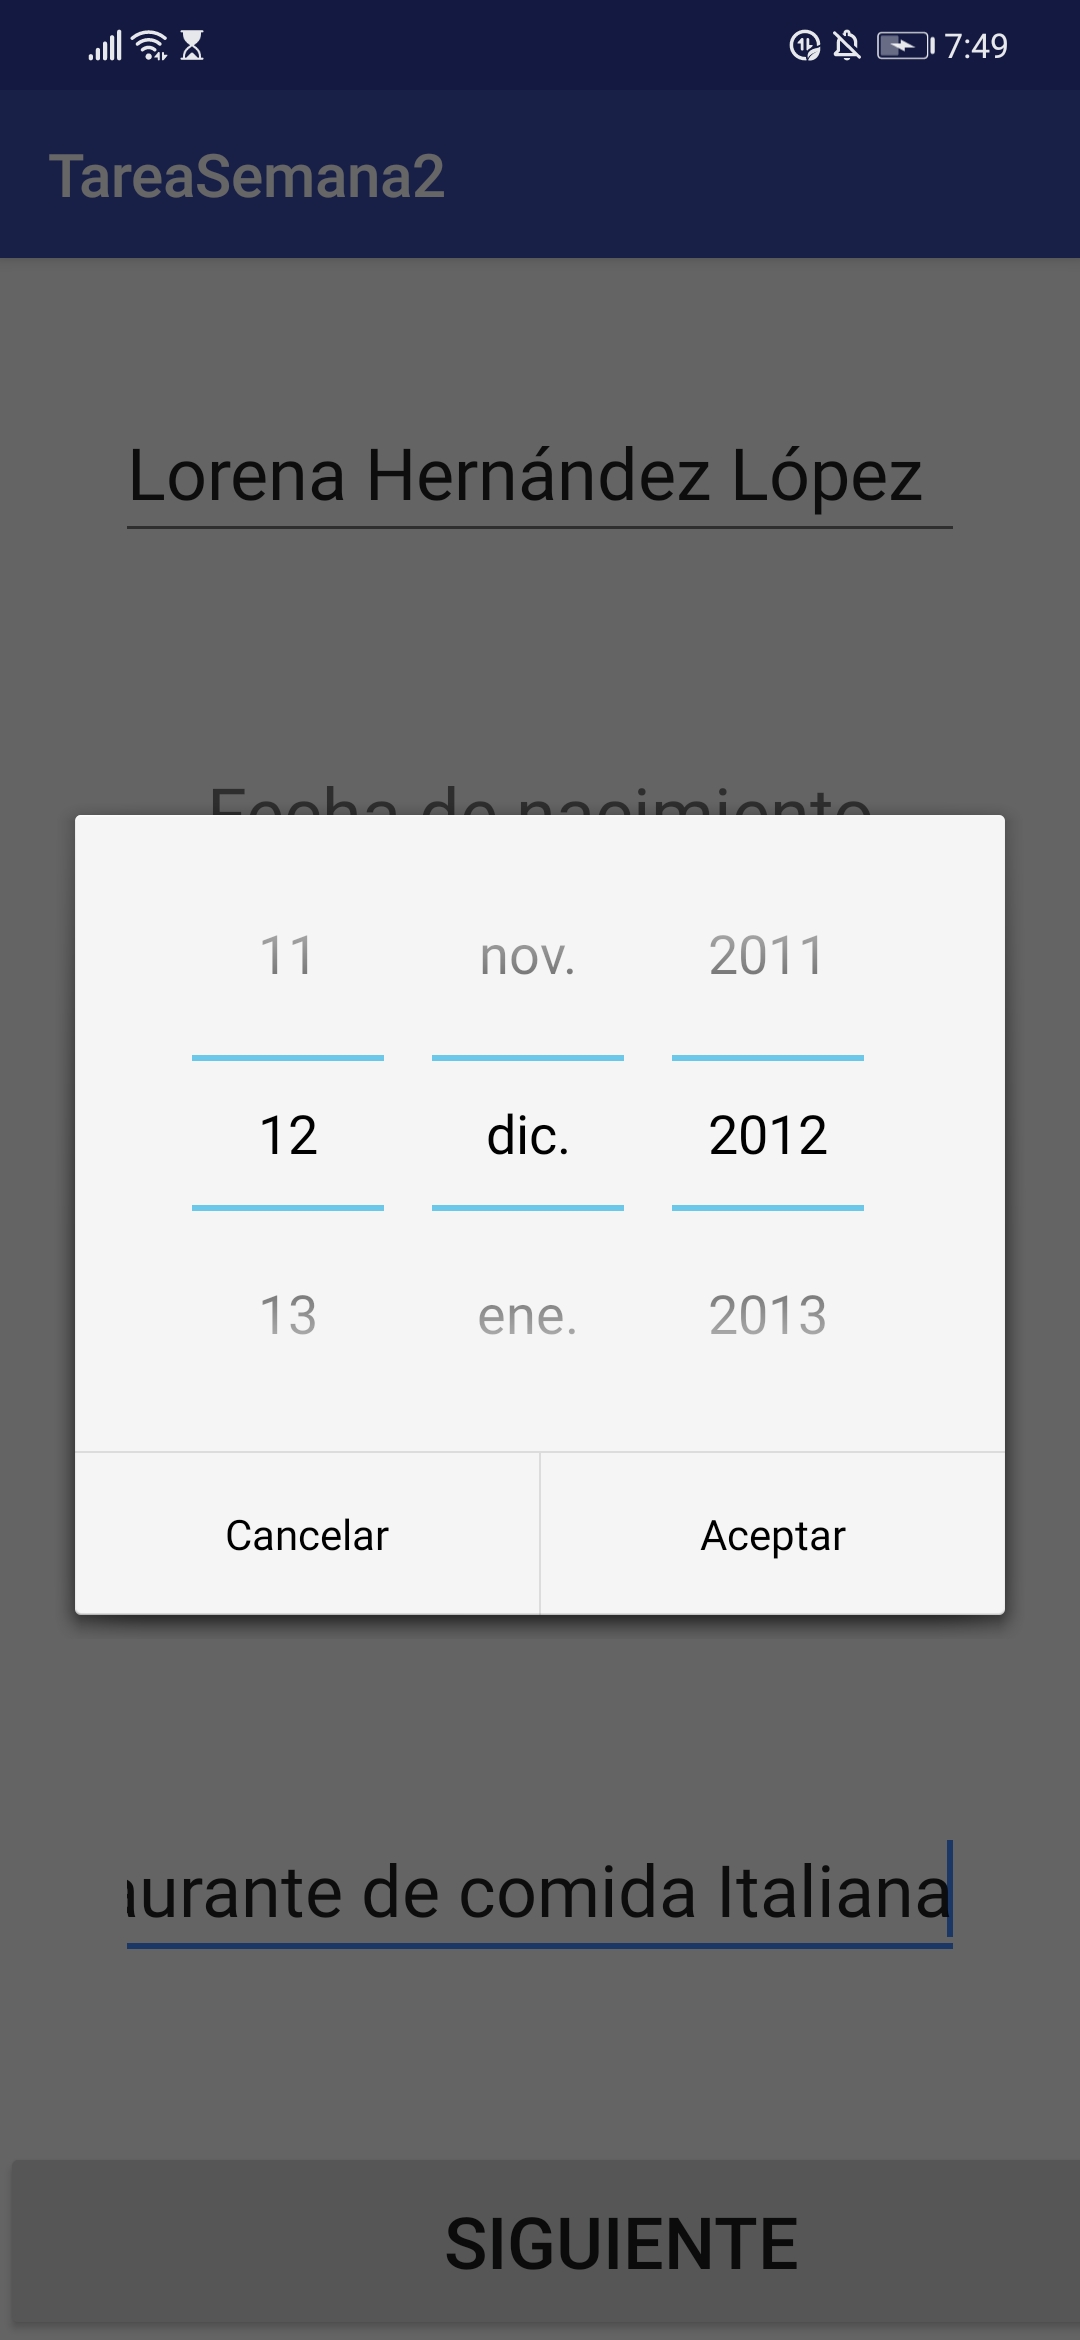 7:49
TareaSemana2
Lorena Hernández López
Fecha de nacimiento
11 nov. 2011
12 dic. 2012
13 ene. 2013
Cancelar Aceptar
de comida Italiana
SIGUIENTE